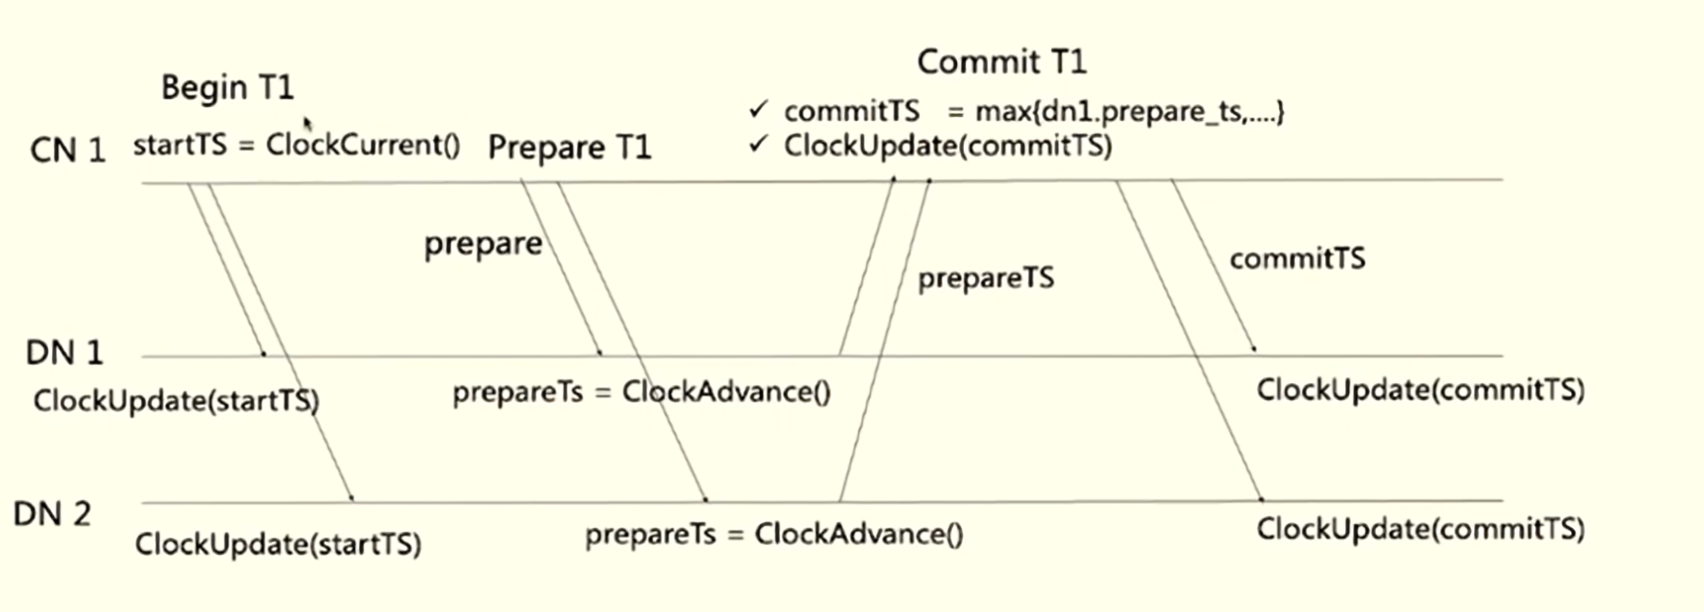 Commit T1
Begin T1
✓ commitTS = max{dn1.prepare_ts,....}
CN 1 startTS = ClockCurrent() Prepare T1
✓ ClockUpdate(commitTS)
prepare
commitTS
prepareTS
DN 1
ClockUpdate(startTS)
prepareTs = ClockAdvance()
ClockUpdate(commitTS)
DN 2
ClockUpdate(startTS)
prepareTs = ClockAdvance()
ClockUpdate(commitTS)